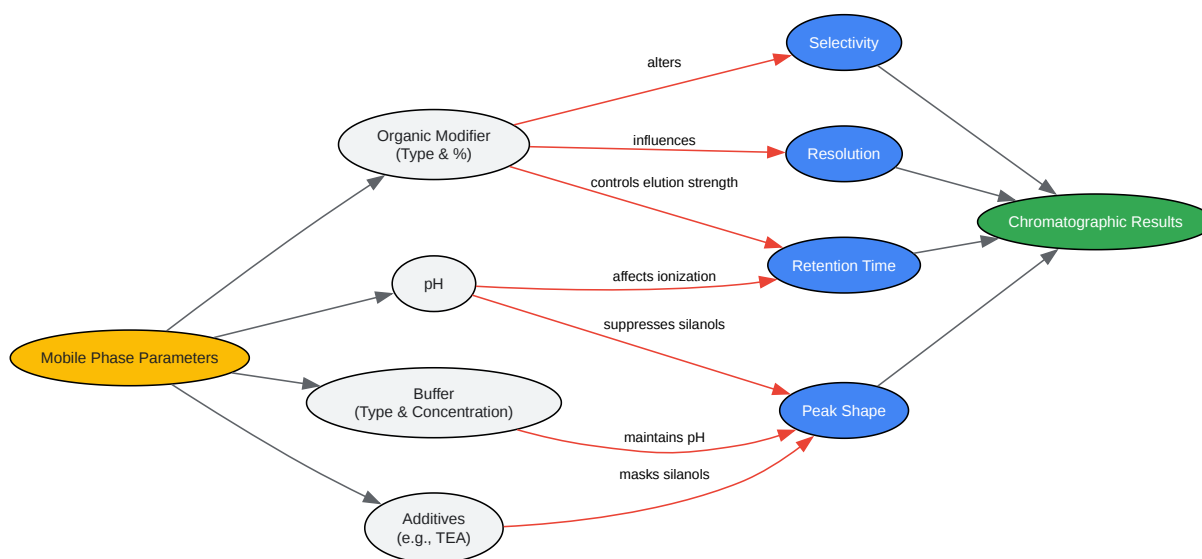 Selectivity
alters
Organic Modifier
(Type & %)
influences
Resolution
controls elution strength
Chromatographic Results
Retention Time
affects ionization
pH
suppresses silanols
Mobile Phase Parameters
Buffer
(Type & Concentration)
Peak Shape
maintains pH
masks silanols
Additives
(e.g., TEA)